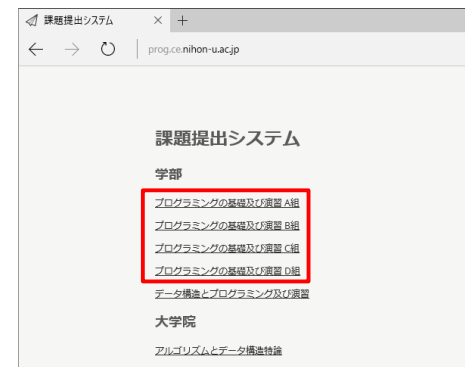 課題提出システム
prog.ce.nihon-u.ac.jp
課題提出システム
学部
プログラミングの基礎及び演習 A組
プログラミングの基礎及び演習 B組
プログラミングの基礎及び演習 C組
プログラミングの基礎及び演習 D組
データ構造とプログラミング及び演習
大学院
アルゴリズムとデータ構造特論